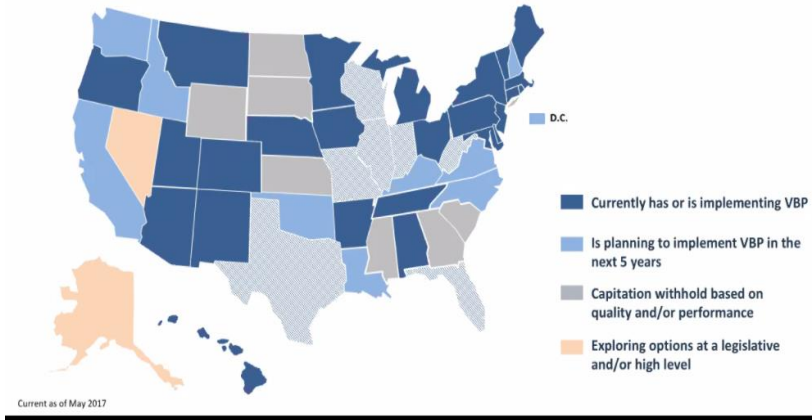 D.C.
Currently has or is implementing VBP
Is planning to implement VBP in the
next 5 years
Capitation withhold based on
quality and/or performance
Exploring options at a legislative
and/or high level
Current as of May 2017